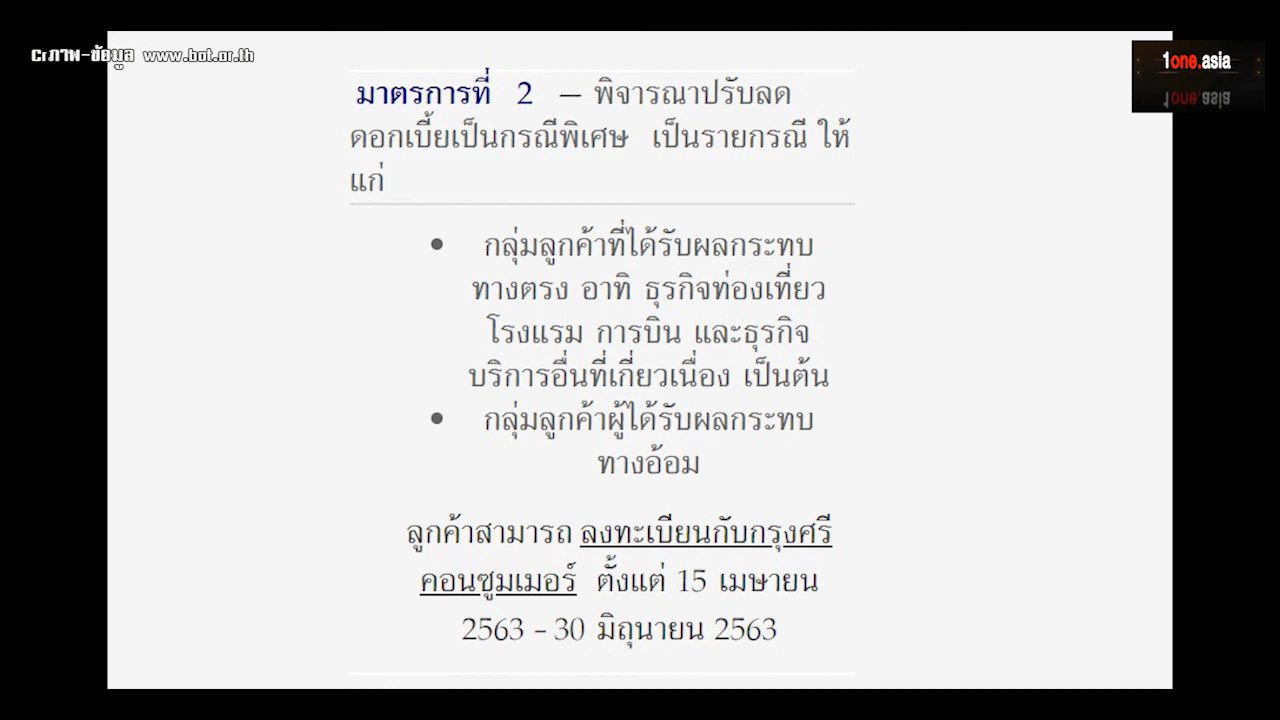 Crภาพ-ข้อมูล www.bot.or.th
1one.asia
มาตรการที่ 2 – พิจารณาปรับลด
ดอกเบี้ยเป็นกรณีพิเศษ เป็นรายกรณี ให้
แก่
• กลุ่มลูกค้าที่ได้รับผลกระทบ
ทางตรง อาทิ ธุรกิจท่องเที่ยว
โรงแรม การบิน และธุรกิจ
บริการอื่นที่เกี่ยวเนื่อง เป็นต้น
• กลุ่มลูกค้าผู้ได้รับผลกระทบ
ทางอ้อม
ลูกค้าสามารถ ลงทะเบียนกับกรุงศรี
คอนซูมเมอร์ ตั้งแต่ 15 เมษายน
2563 – 30 มิถุนายน 2563